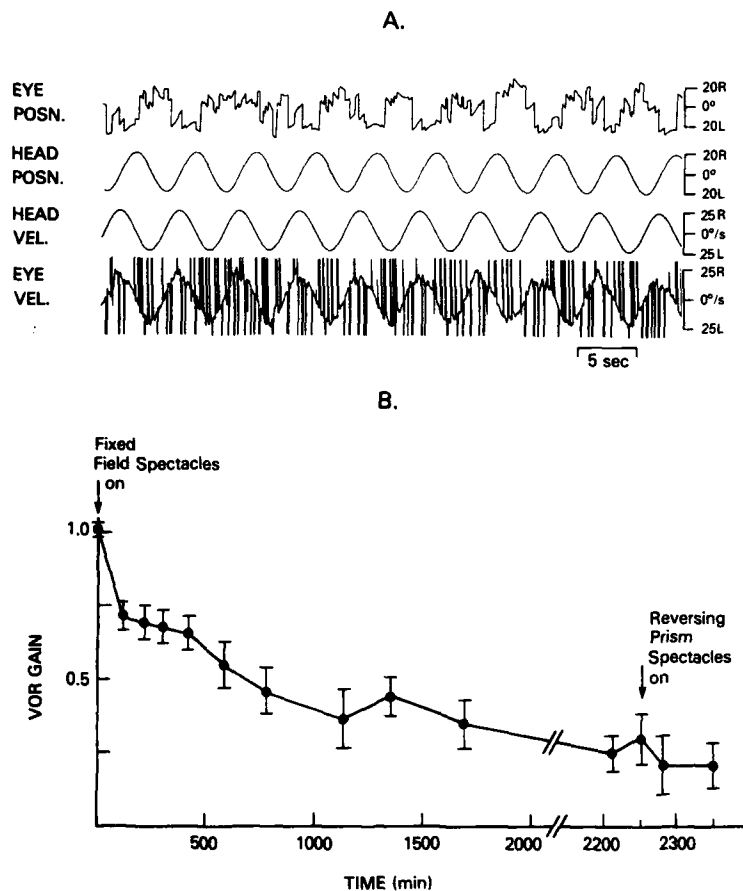 A.
EYE
POSN.
20R
0°
20L
HEAD
POSN.
20R
0°
20L
HEAD
VEL.
25R
0°/s
25L
EYE
VEL.
25R
0°/s
25L
5 sec
B.
Fixed
Field Spectacles
on
Reversing
Prism
Spectacles
on
VOR GAIN
1.0
0.5
500
1000
1500
2000
2200
2300
TIME (min)